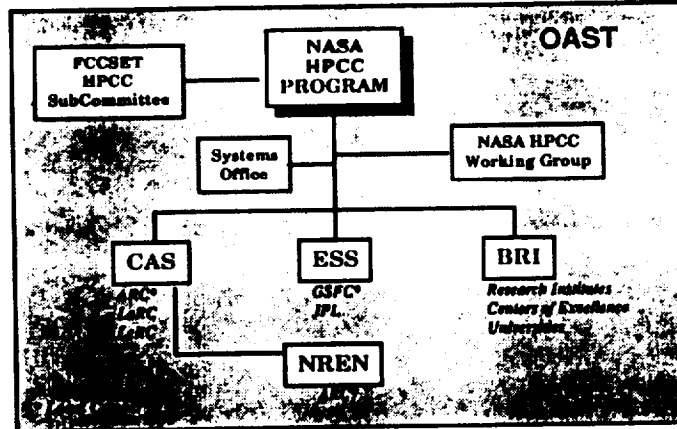 OAST
FCCSET
HPCC
SubCommittee
NASA
HPCC
PROGRAM
Systems
Office
NASA HPCC
Working Group
CAS
ARC*
LaRC
LeRC
ESS
GSFC*
JPL
BRI
Research Institutes
Centers of Excellence
Universities
NREN